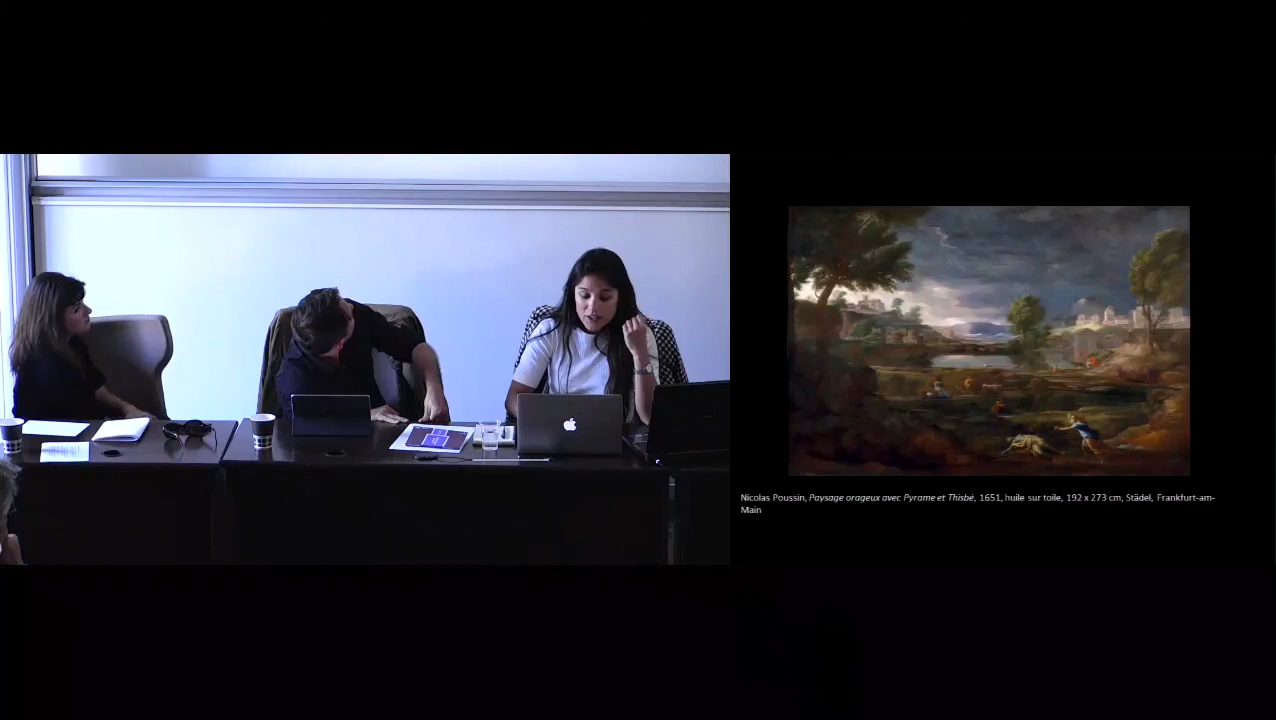 Nicolas Poussin, Paysage orageux avec Pyrame et Thisbé, 1651, huile sur toile, 192 x 273 cm, Städel, Frankfurt-am-
Main